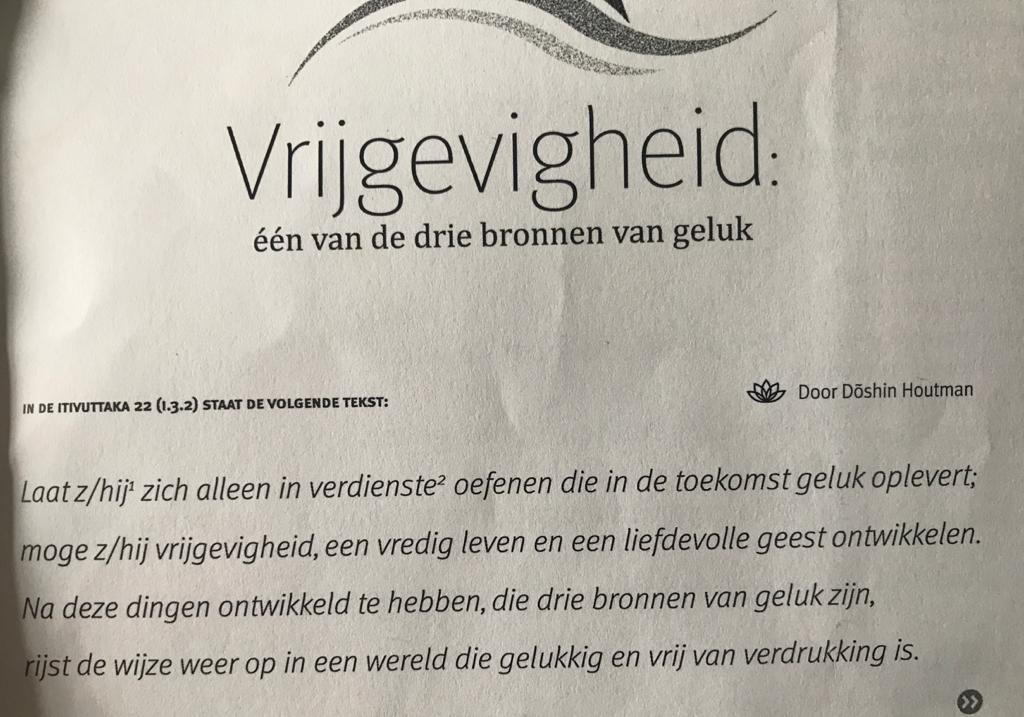 Vrijgevigheid:
één van de drie bronnen van geluk
IN DE ITIVUTTAKA 22 (1.3.2) STAAT DE VOLGENDE TEKST:
Door Dōshin Houtman
Laat z/hij¹ zich alleen in verdienste² oefenen die in de toekomst geluk oplevert;
moge z/hij vrijgevigheid, een vredig leven en een liefdevolle geest ontwikkelen.
Na deze dingen ontwikkeld te hebben, die drie bronnen van geluk zijn,
rijst de wijze weer op in een wereld die gelukkig en vrij van verdrukking is.